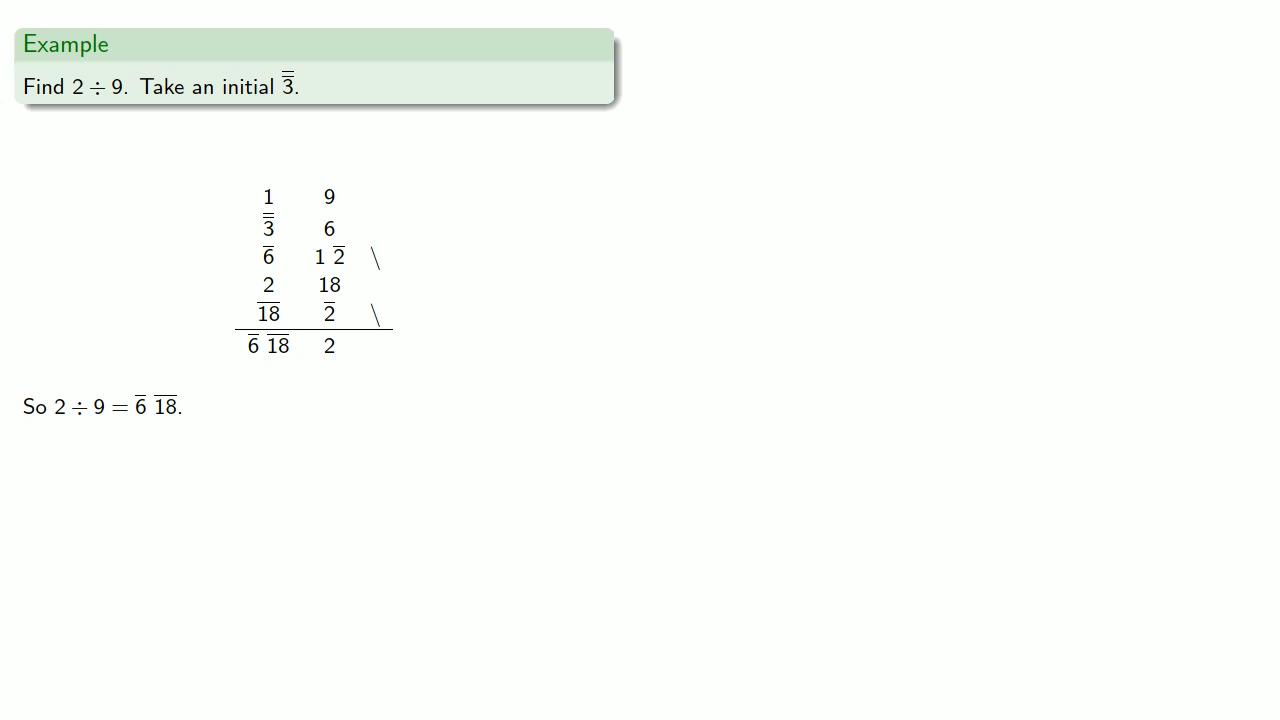 Example
Find 2 ÷ 9. Take an initial 3̿.
1 9
3̿ 6
6̅ 1 2̅ \
2 18
1̅8̅ 2̅ \
6̅ 1̅8̅ 2
So 2 ÷ 9 = 6̅ 1̅8̅.